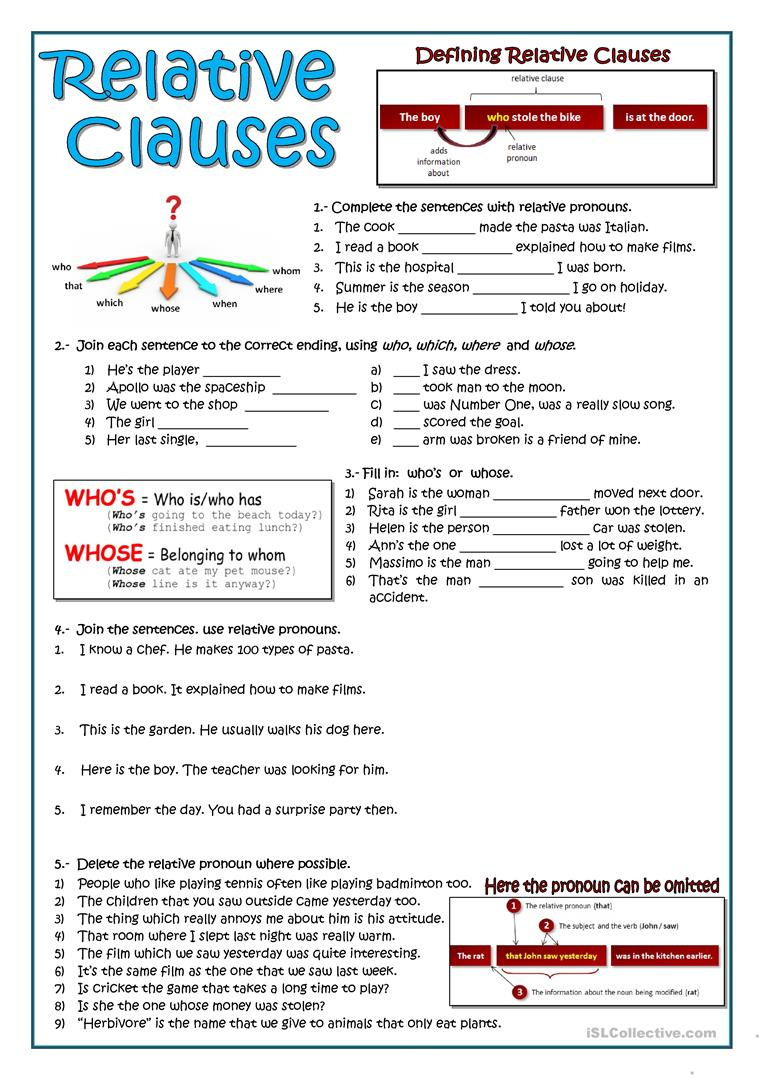 Relative
Clauses
Defining Relative Clauses
relative clause
The boy
who stole the bike
is at the door.
adds
information
about
relative
pronoun
?
who
that
which
whose
when
where
whom
1.- Complete the sentences with relative pronouns.
1. The cook ____________ made the pasta was Italian.
2. I read a book ______________ explained how to make films.
3. This is the hospital _______________ I was born.
4. Summer is the season _______________ I go on holiday.
5. He is the boy _______________ I told you about!
2.- Join each sentence to the correct ending, using who, which, where and whose.
1) He's the player ____________
2) Apollo was the spaceship _____________
3) We went to the shop _____________
4) The girl ______________
5) Her last single, ______________
a) ____ I saw the dress.
b) ____ took man to the moon.
c) ____ was Number One, was a really slow song.
d) ____ scored the goal.
e) ____ arm was broken is a friend of mine.
WHO'S = Who is/who has
(Who's going to the beach today?)
(Who's finished eating lunch?)
WHOSE = Belonging to whom
(Whose cat ate my pet mouse?)
(Whose line is it anyway?)
3.- Fill in: who's or whose.
1) Sarah is the woman _______________ moved next door.
2) Rita is the girl _______________ father won the lottery.
3) Helen is the person ______________ car was stolen.
4) Ann's the one _______________ lost a lot of weight.
5) Massimo is the man ______________ going to help me.
6) That's the man _____________ son was killed in an
accident.
4.- Join the sentences. use relative pronouns.
1. I know a chef. He makes 100 types of pasta.
2. I read a book. It explained how to make films.
3. This is the garden. He usually walks his dog here.
4. Here is the boy. The teacher was looking for him.
5. I remember the day. You had a surprise party then.
5.- Delete the relative pronoun where possible.
1) People who like playing tennis often like playing badminton too.
2) The children that you saw outside came yesterday too.
3) The thing which really annoys me about him is his attitude.
4) That room where I slept last night was really warm.
5) The film which we saw yesterday was quite interesting.
6) It's the same film as the one that we saw last week.
7) Is cricket the game that takes a long time to play?
8) Is she the one whose money was stolen?
9) "Herbivore" is the name that we give to animals that only eat plants.
Here the pronoun can be omitted
1 The relative pronoun (that)
2 The subject and the verb (John / saw)
The rat
that John saw yesterday
was in the kitchen earlier.
3 The information about the noun being modified (rat)
iSLCollective.com